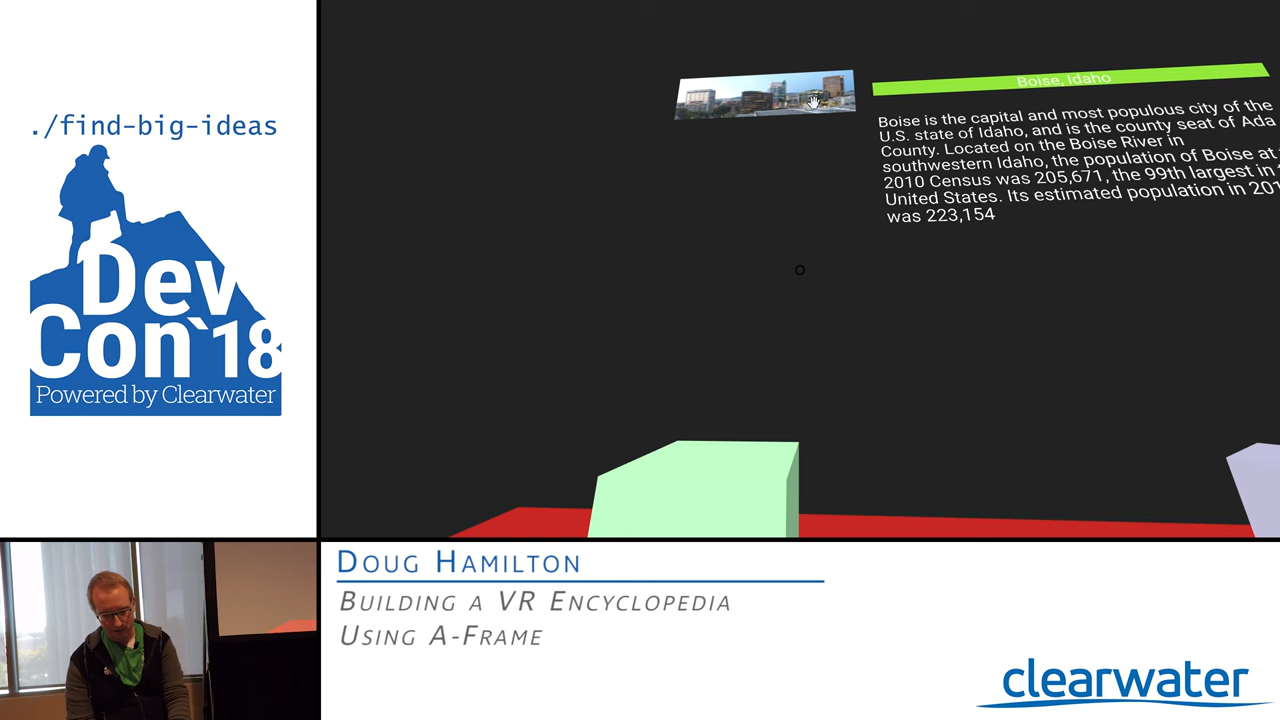 ./find-big-ideas
Dev
Con`18
Powered by Clearwater
Boise, Idaho
Boise is the capital and most populous city of the
U.S. state of Idaho, and is the county seat of Ada
County. Located on the Boise River in
southwestern Idaho, the population of Boise at
2010 Census was 205,671, the 99th largest in
United States. Its estimated population in 201
was 223,154
Doug Hamilton
Building a VR Encyclopedia
Using A-Frame
clearwater